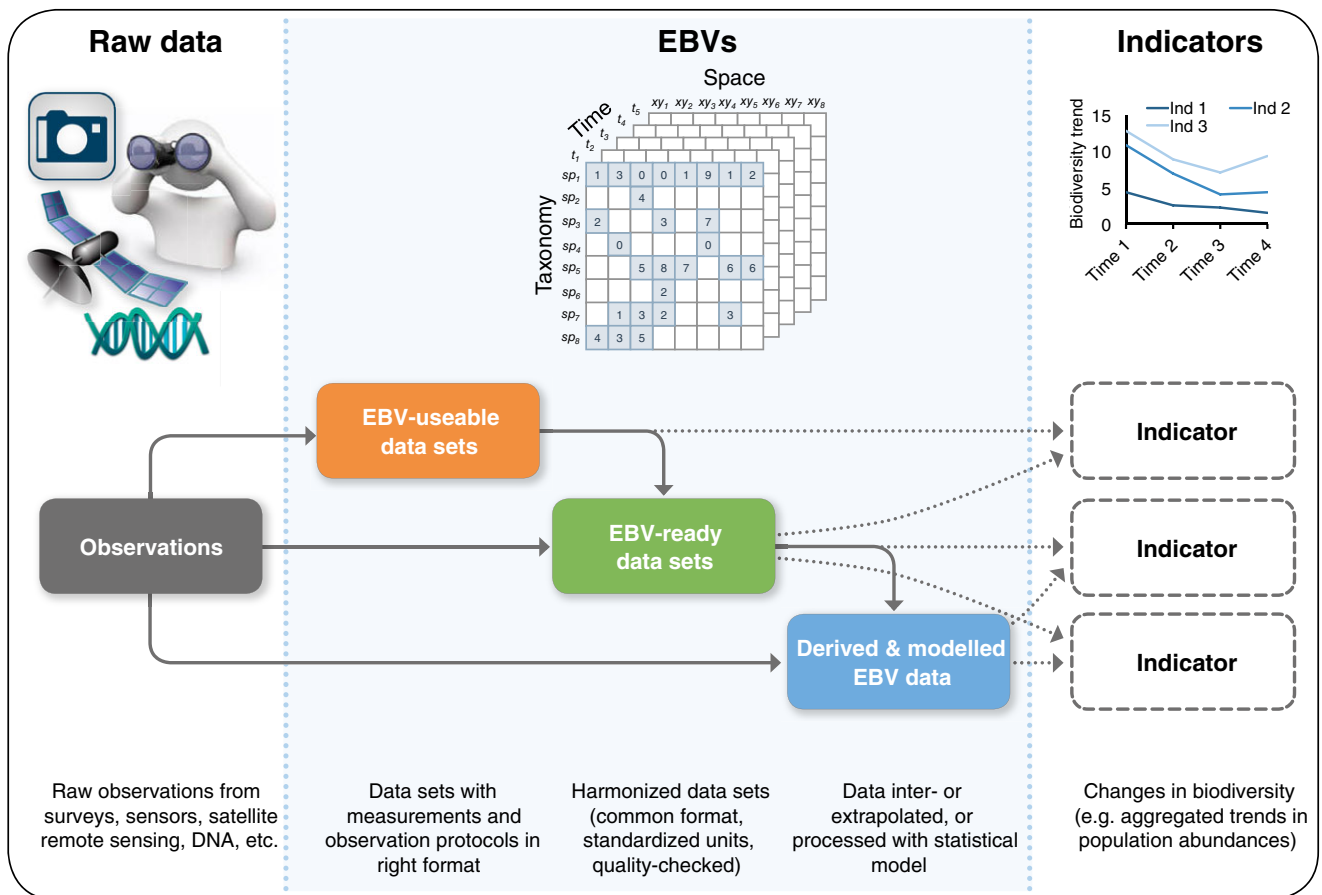 Raw data
EBVs
Indicators
Space
Time
Taxonomy
xy1 xy2 xy3 xy4 xy5 xy6 xy7 xy8
t5
t4
t3
t2
t1
sp1 1 3 0 0 1 9 1 2
sp2 4
sp3 2 3 7
sp4 0 0
sp5 5 8 7 6 6
sp6 2
sp7 1 3 2 3
sp8 4 3 5
Ind 1 Ind 2
Ind 3
Biodiversity trend
15
10
5
0
Time 1
Time 2
Time 3
Time 4
EBV-useable
data sets
Indicator
Observations
EBV-ready
data sets
Indicator
Derived & modelled
EBV data
Indicator
Raw observations from
surveys, sensors, satellite
remote sensing, DNA, etc.
Data sets with
measurements and
observation protocols in
right format
Harmonized data sets
(common format,
standardized units,
quality-checked)
Data inter- or
extrapolated, or
processed with statistical
model
Changes in biodiversity
(e.g. aggregated trends in
population abundances)